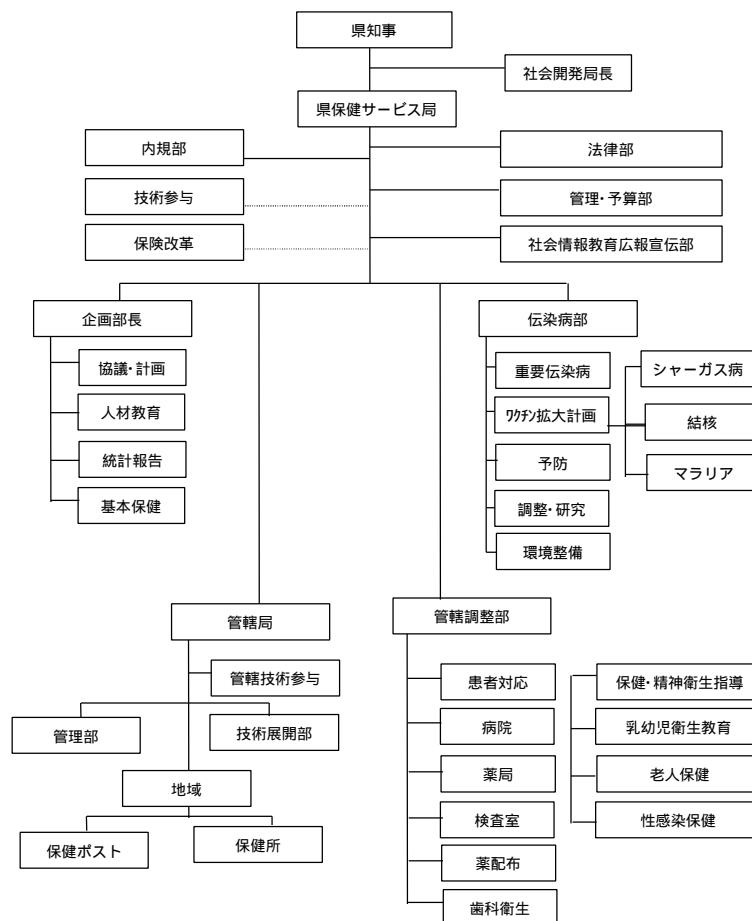 県知事
社会開発局長
県保健サービス局
内規部
法律部
技術参与
管理・予算部
保険改革
社会情報教育広報宣伝部
企画部長
協議・計画
人材教育
統計報告
基本保健
伝染病部
重要伝染病
ﾜｸﾁﾝ拡大計画
予防
調整・研究
環境整備
シャーガス病
結核
マラリア
管轄局
管轄技術参与
管理部
技術展開部
地域
保健ポスト
保健所
管轄調整部
患者対応
病院
薬局
検査室
薬配布
歯科衛生
保健・精神衛生指導
乳幼児衛生教育
老人保健
性感染保健